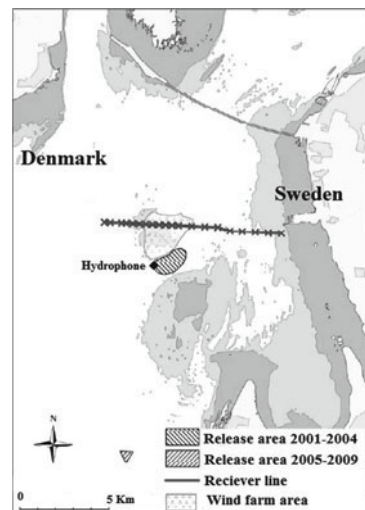 Denmark
Sweden
Hydrophone
N
Release area 2001-2004
Release area 2005-2009
Reciever line
Wind farm area
0 5 Km